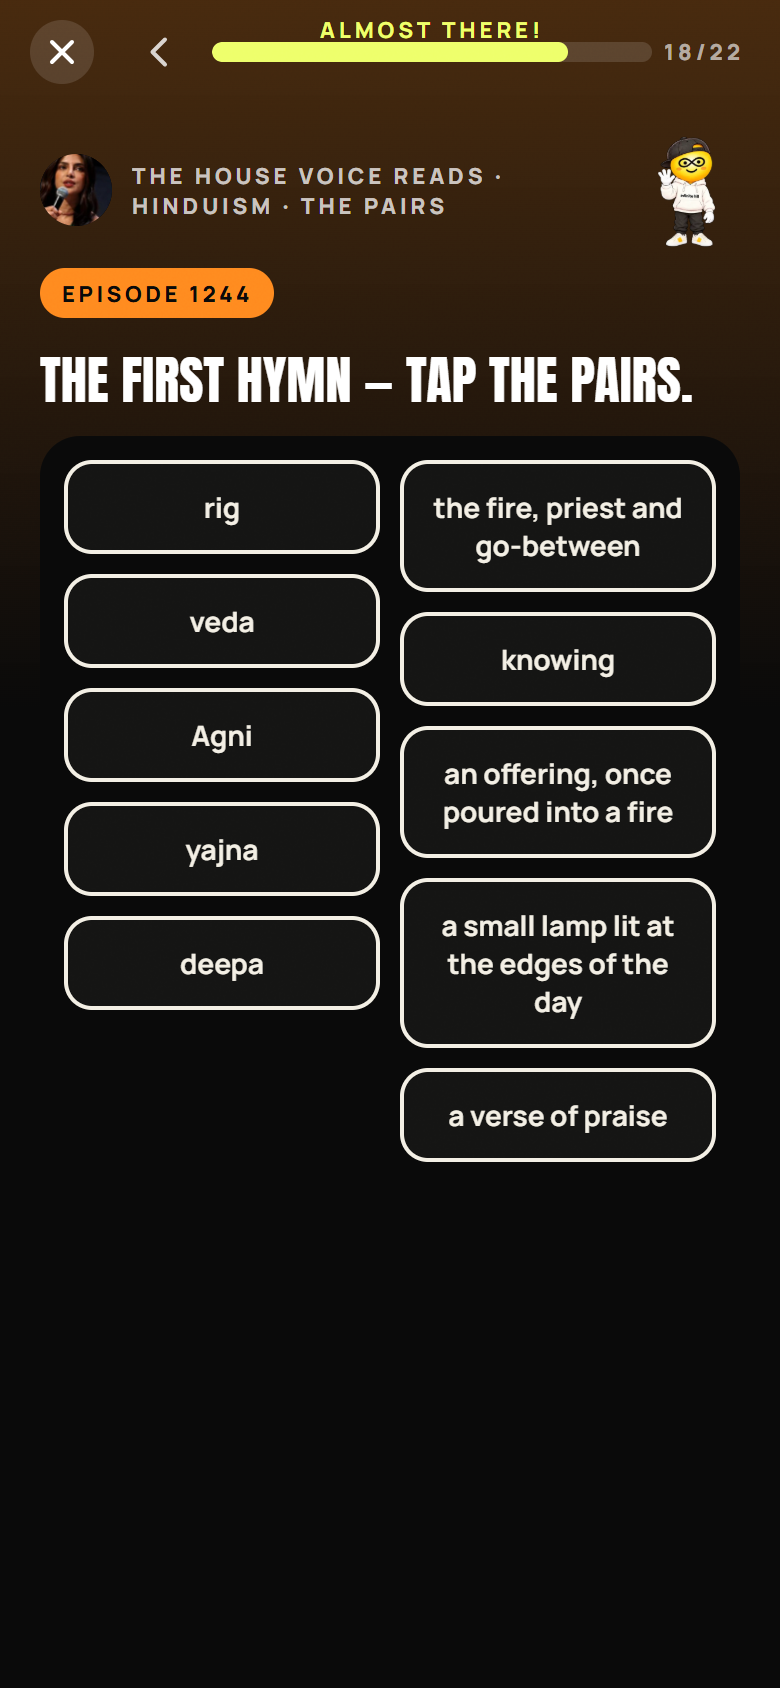 ALMOST THERE!
18/22
THE HOUSE VOICE READS ·
HINDUISM · THE PAIRS
EPISODE 1244
THE FIRST HYMN – TAP THE PAIRS.
rig
veda
Agni
yajna
deepa
the fire, priest and
go-between
knowing
an offering, once
poured into a fire
a small lamp lit at
the edges of the
day
a verse of praise